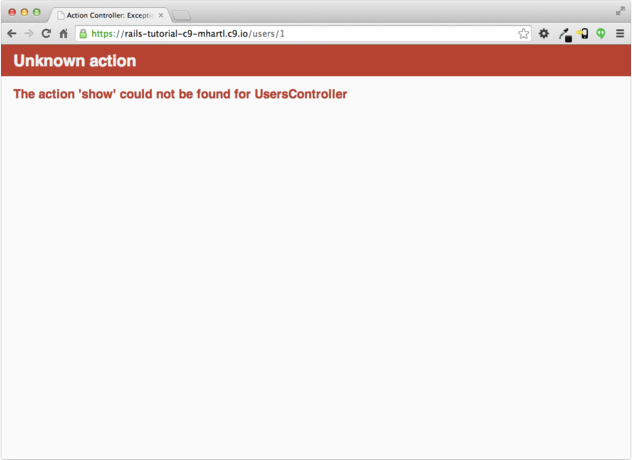 Action Controller: Excepti
https://rails-tutorial-c9-mhartl.c9.io/users/1
Unknown action
The action 'show' could not be found for UsersController